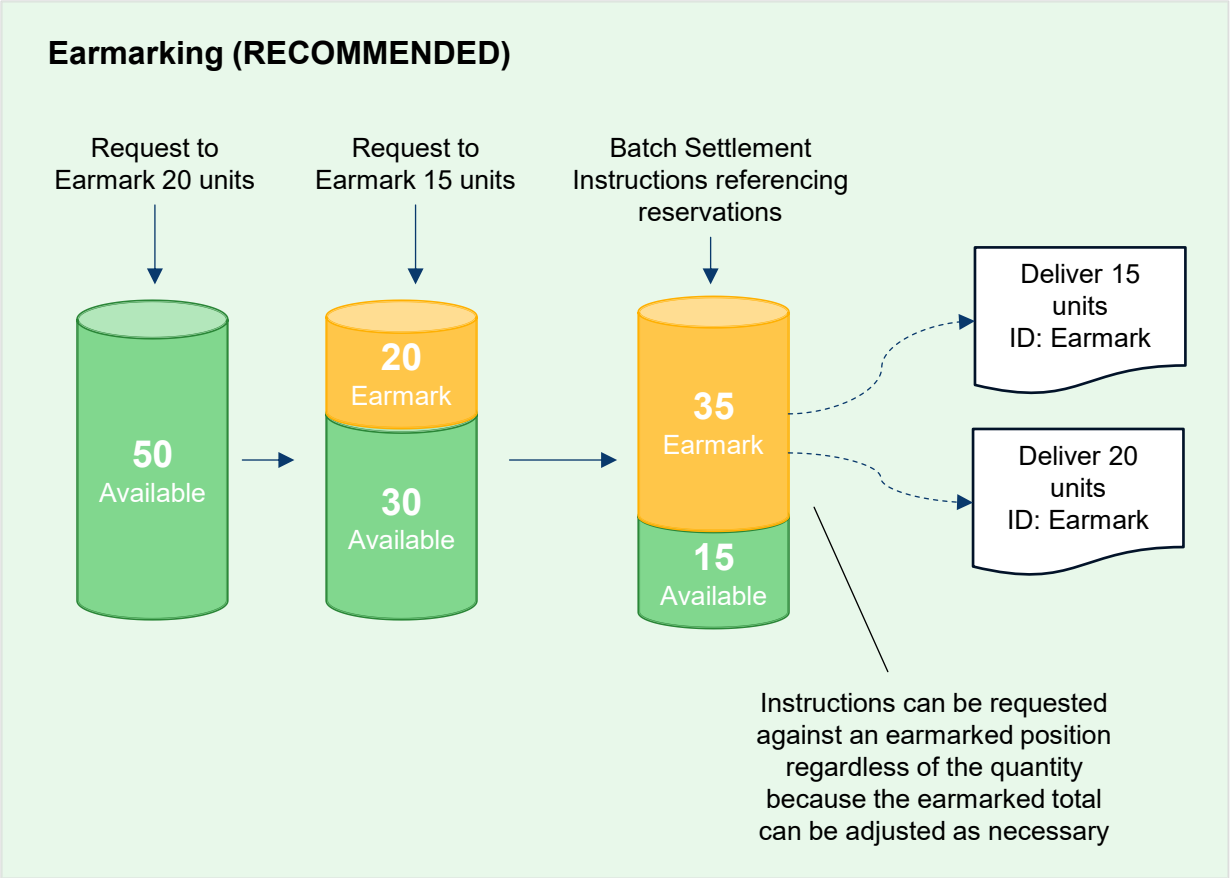 Earmarking (RECOMMENDED)
Request to
Earmark 20 units
Request to
Earmark 15 units
Batch Settlement
Instructions referencing
reservations
50
Available
20
Earmark
30
Available
35
Earmark
15
Available
Deliver 15
units
ID: Earmark
Deliver 20
units
ID: Earmark
Instructions can be requested
against an earmarked position
regardless of the quantity
because the earmarked total
can be adjusted as necessary